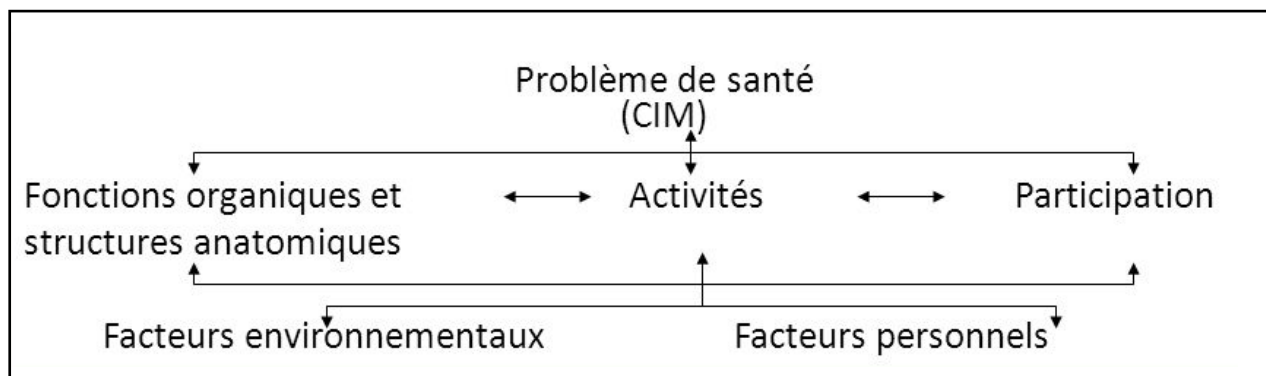 Problème de santé
(CIM)
Fonctions organiques et
structures anatomiques
Activités
Participation
Facteurs environnementaux
Facteurs personnels